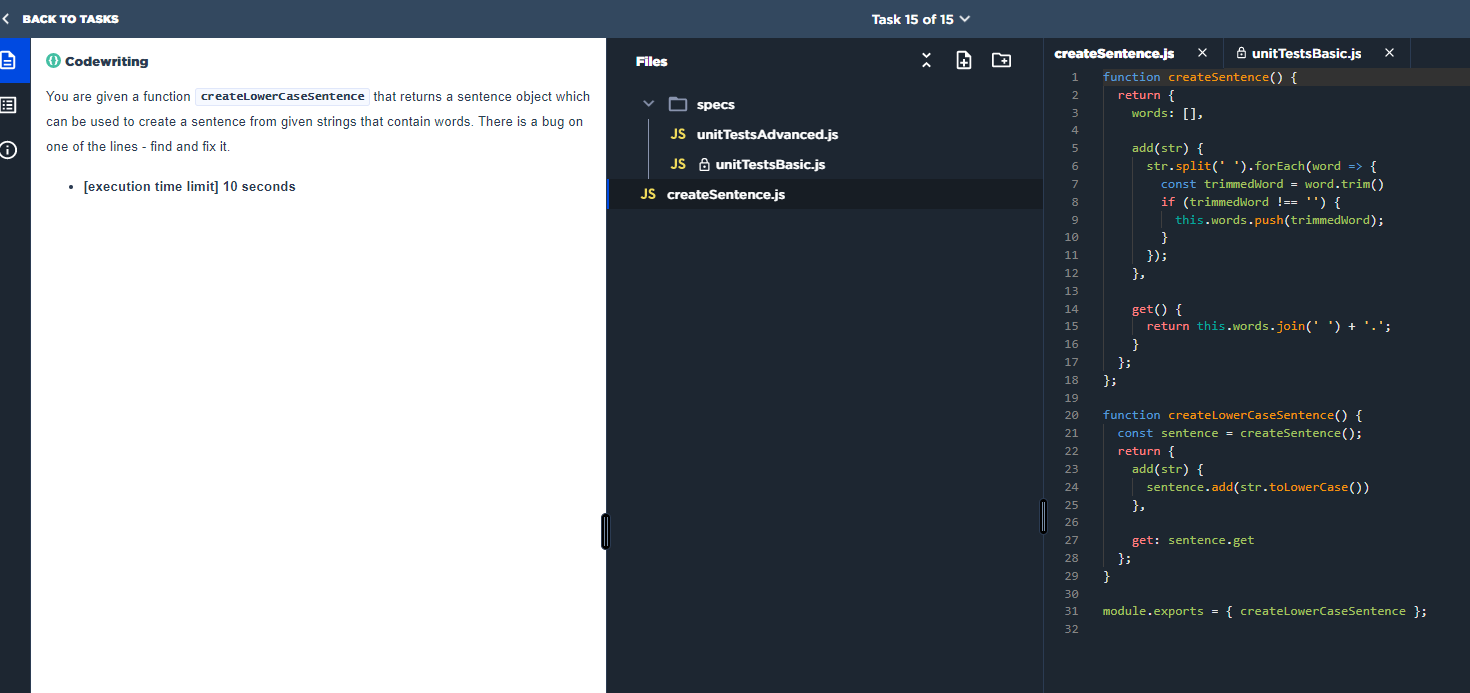 BACK TO TASKS
Task 15 of 15
Codewriting
You are given a function createLowerCaseSentence that returns a sentence object which
can be used to create a sentence from given strings that contain words. There is a bug on
one of the lines - find and fix it.
• [execution time limit] 10 seconds
Files
specs
JS unitTestsAdvanced.js
JS unitTestsBasic.js
JS createSentence.js
createSentence.js × unitTestsBasic.js ×
1 function createSentence() {
2 return {
3 words: [],
4
5 add(str) {
6 str.split(' ').forEach(word => {
7 const trimmedWord = word.trim()
8 if (trimmedWord !== '') {
9 this.words.push(trimmedWord);
10 }
11 });
12 },
13
14 get() {
15 return this.words.join(' ') + '.';
16 }
17 };
18 };
19
20 function createLowerCaseSentence() {
21 const sentence = createSentence();
22 return {
23 add(str) {
24 sentence.add(str.toLowerCase())
25 },
26
27 get: sentence.get
28 };
29 }
30
31 module.exports = { createLowerCaseSentence };
32